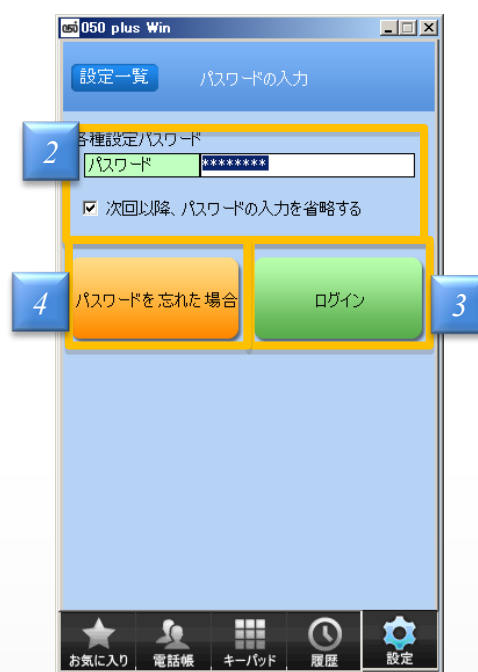 050 plus Win
設定一覧 パスワードの入力
各種設定パスワード
2
パスワード ********
次回以降、パスワードの入力を省略する
4 パスワードを忘れた場合 ログイン 3
お気に入り 電話帳 キーパッド 履歴 設定